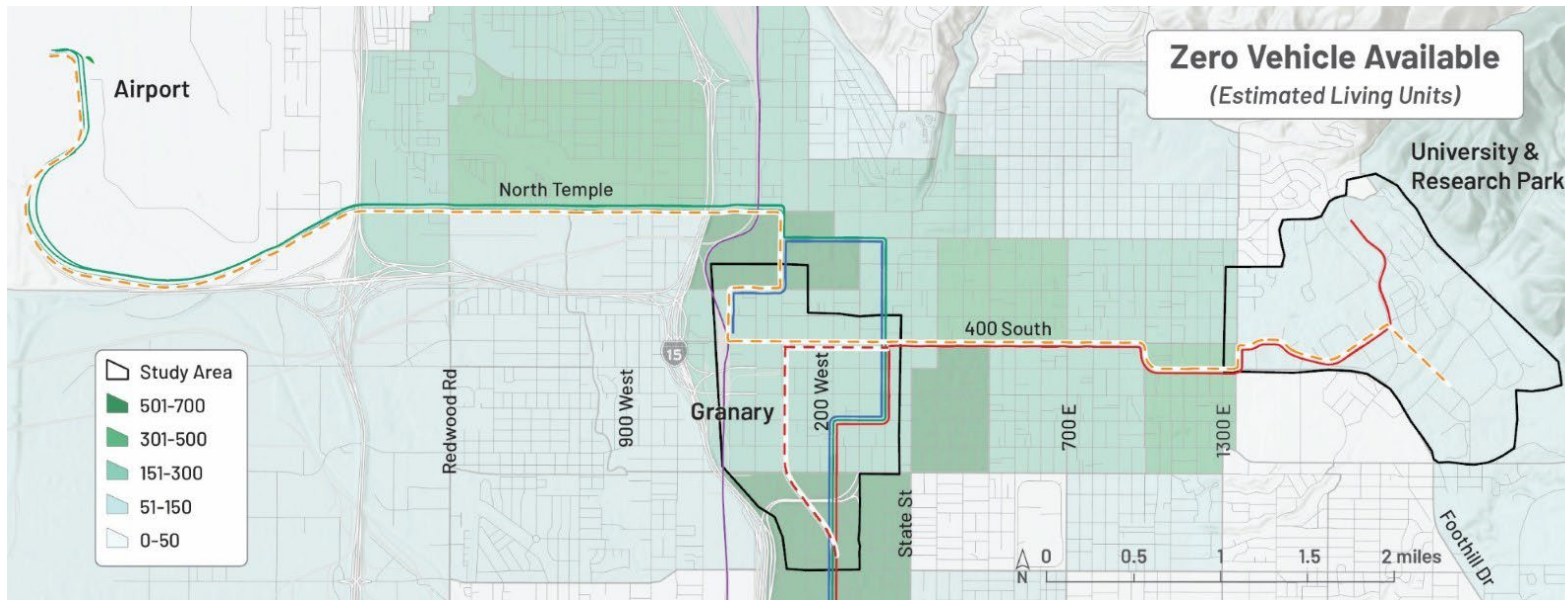 Zero Vehicle Available
(Estimated Living Units)
Airport
University &
Research Park
North Temple
400 South
15
Granary
200 West
900 West
Redwood Rd
700 E
1300 E
State St
Foothill Dr
Study Area
501-700
301-500
151-300
51-150
0-50
N
0 0.5 1 1.5 2 miles